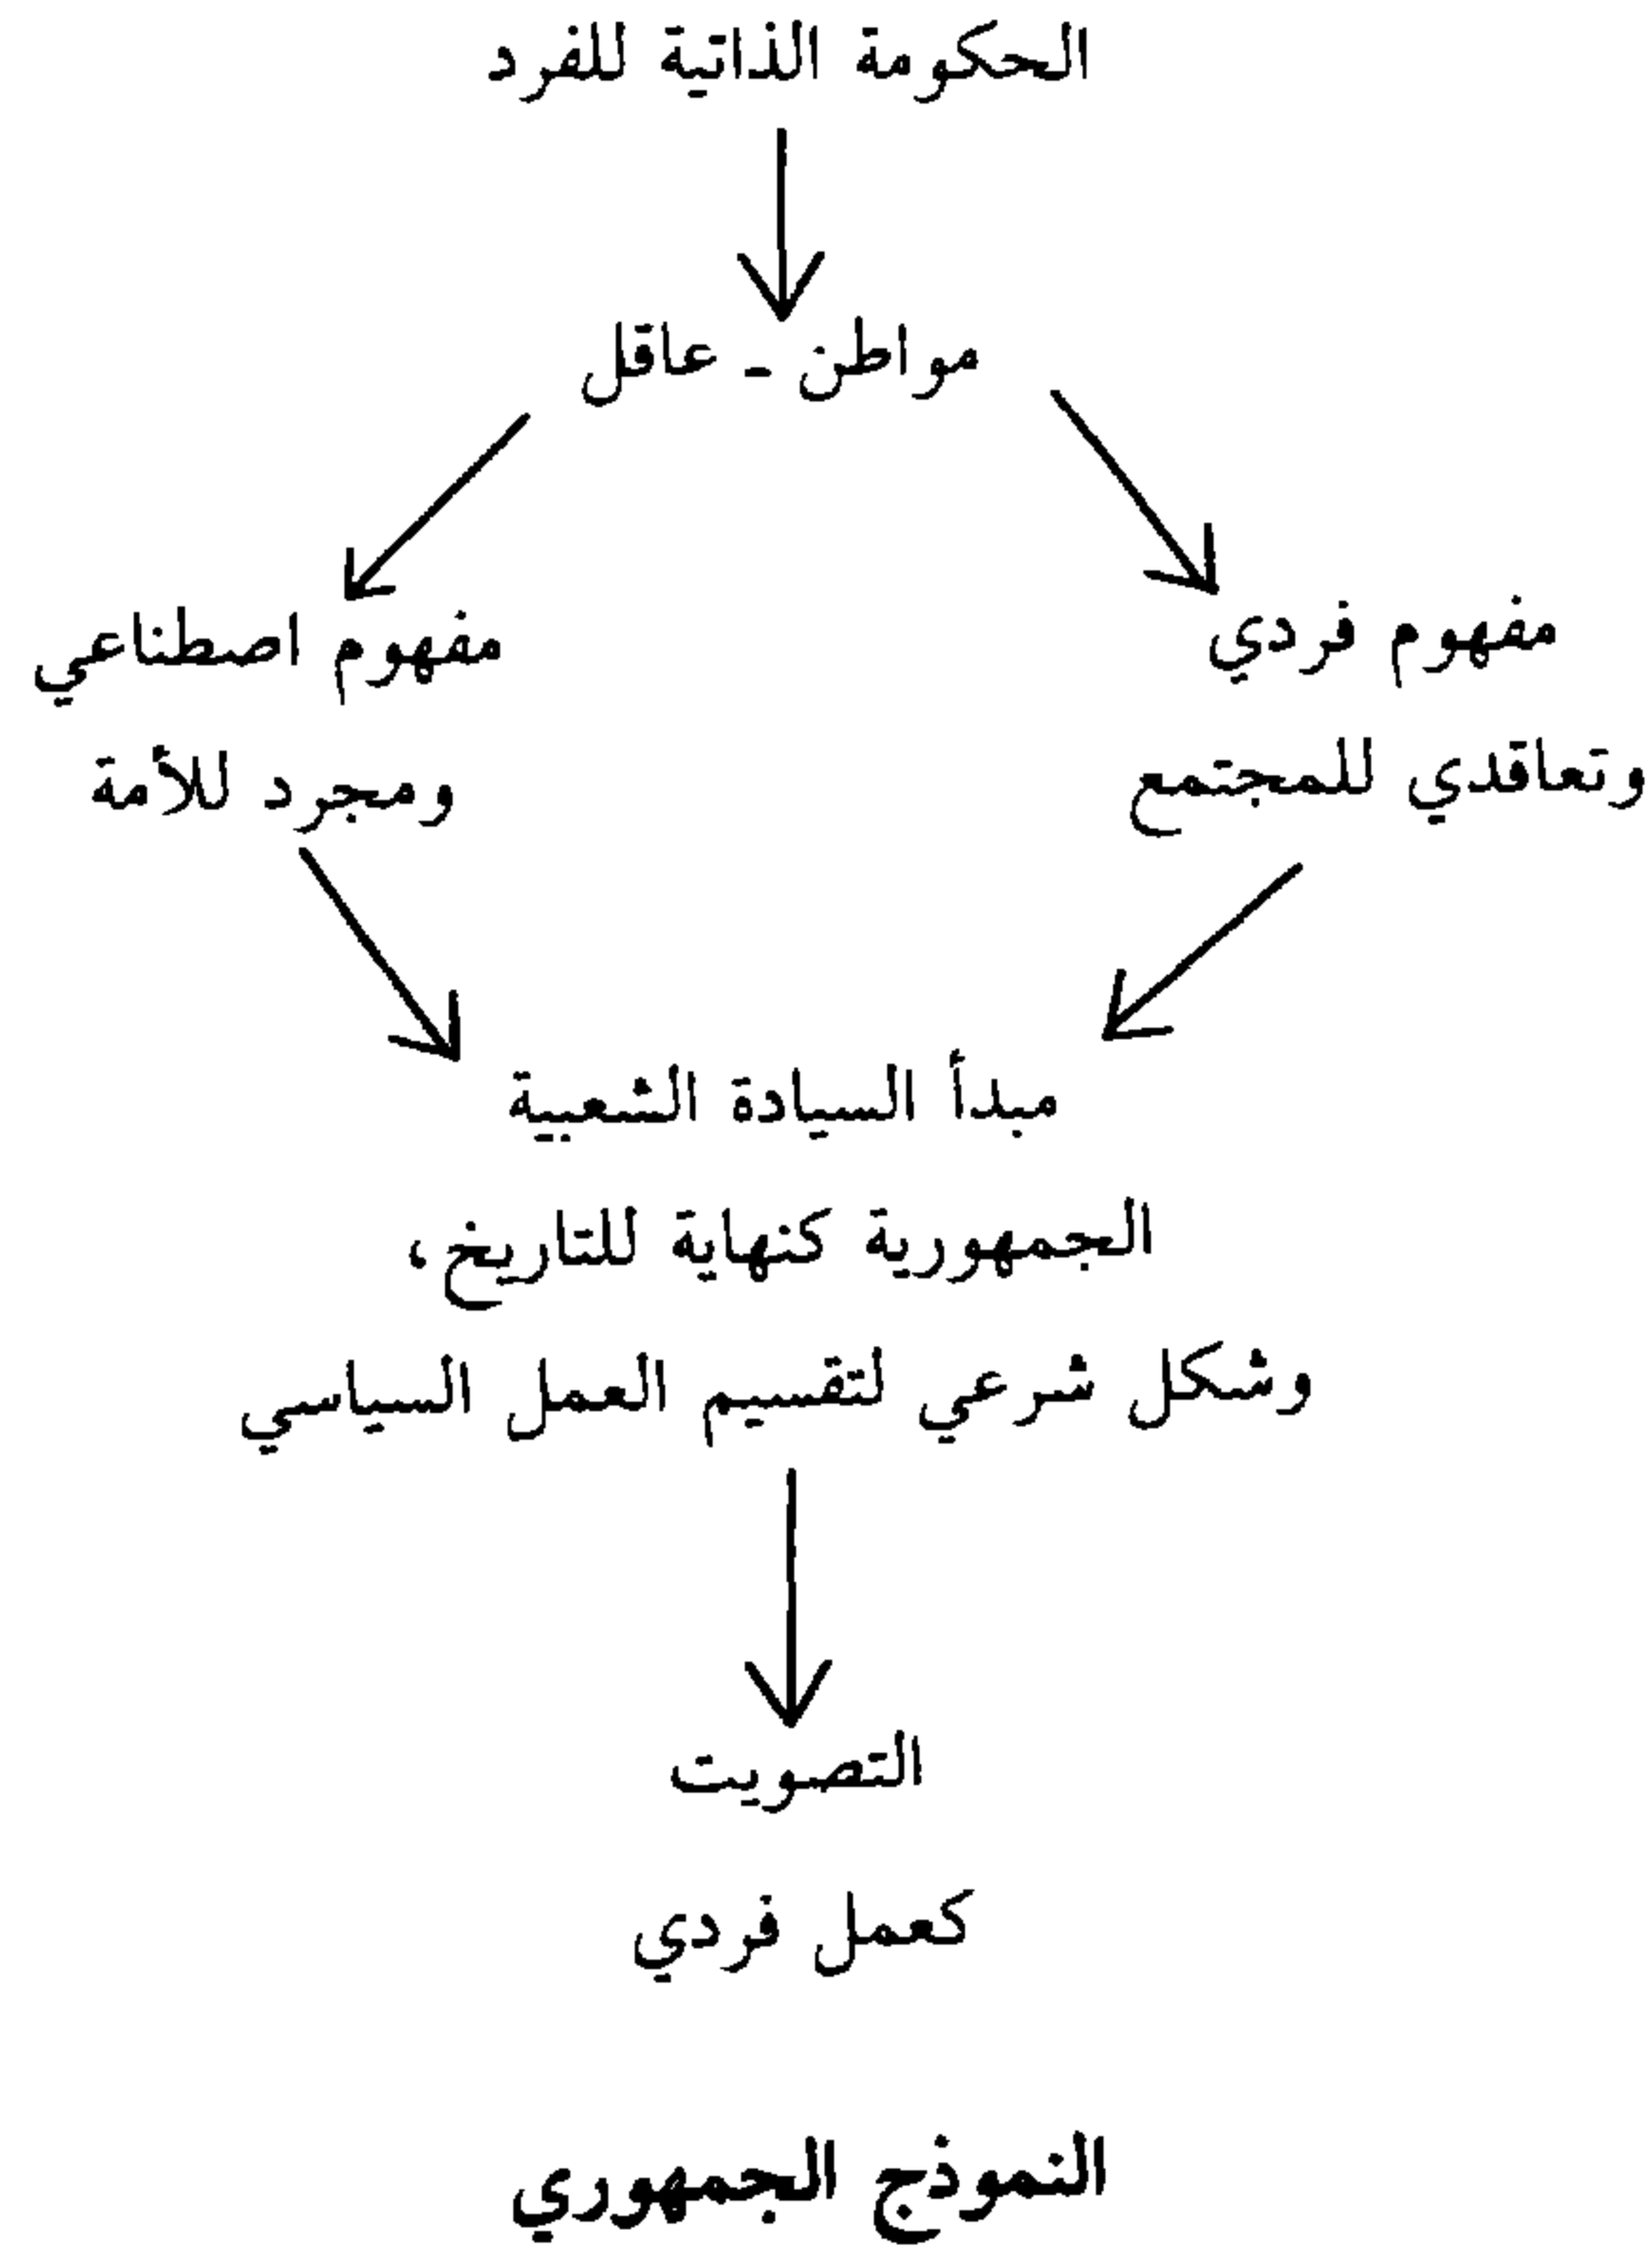 الحكومة الذاتية للفرد
مواطن - عاقل
مفهوم فردي
وتعاقدي للمجتمع
مفهوم اصطناعي
ومجرد للأمة
مبدأ السيادة الشعبية
الجمهورية كنهاية للتاريخ،
وشكل شرعي لتقسيم العمل السياسي
التصويت
كعمل فردي
النموذج الجمهوري